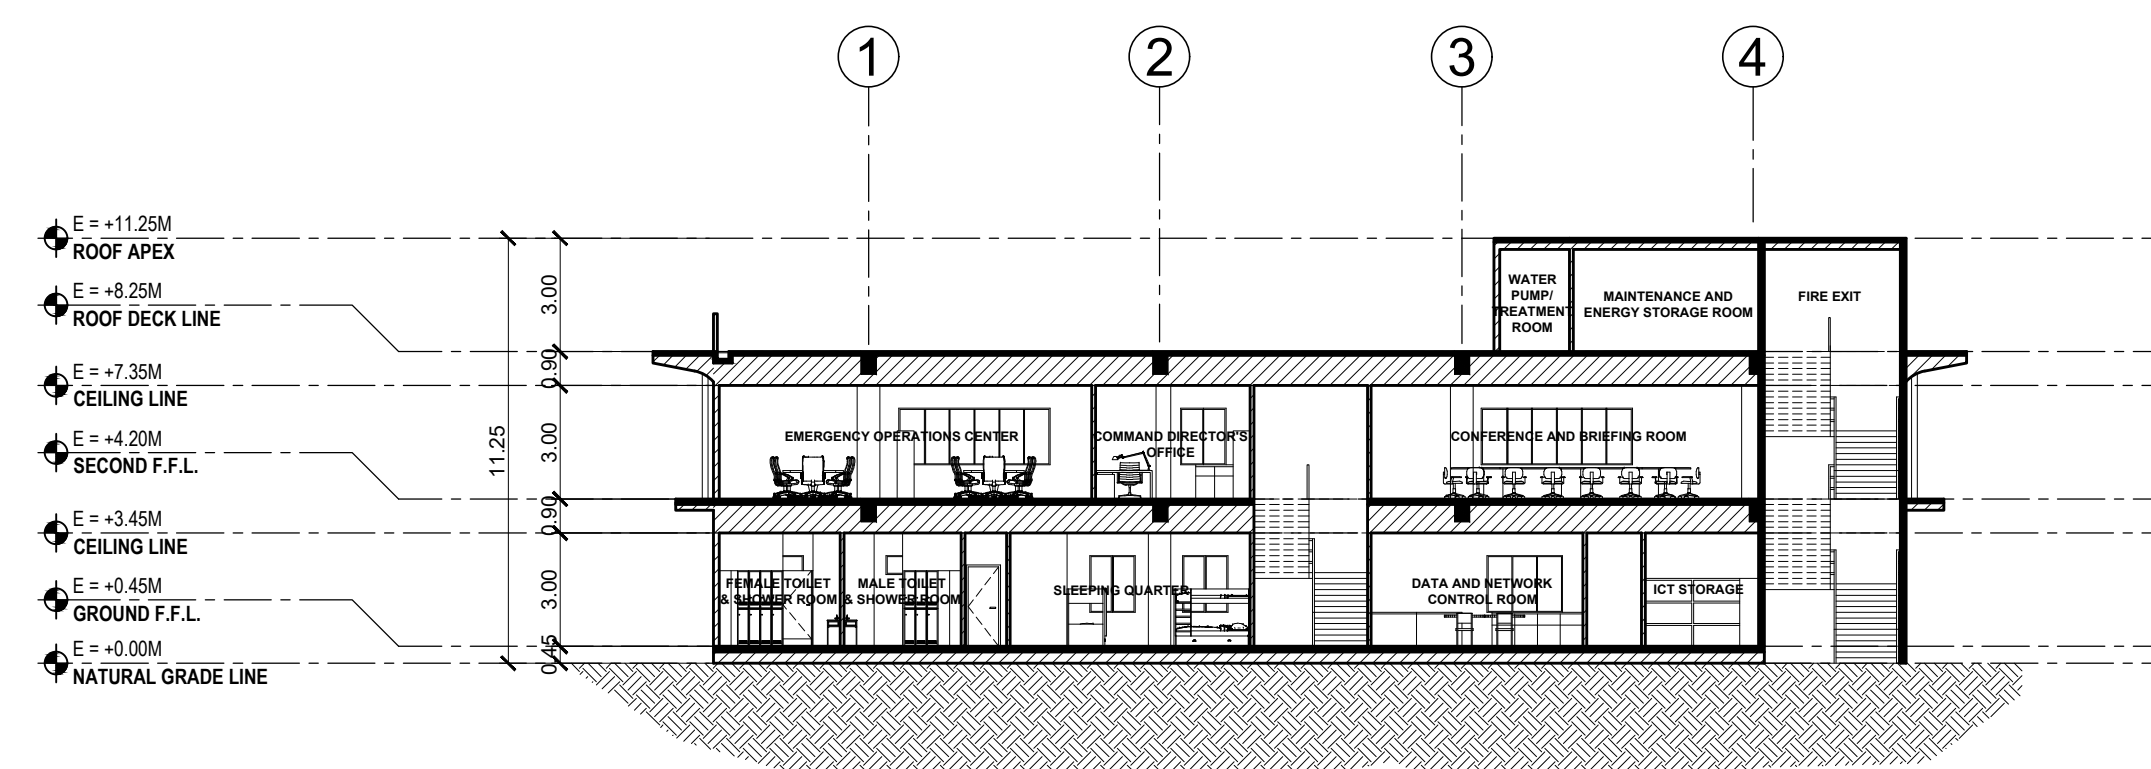 1
2
3
4
E = +11.25M
ROOF APEX
E = +8.25M
ROOF DECK LINE
E = +7.35M
CEILING LINE
E = +4.20M
SECOND F.F.L.
E = +3.45M
CEILING LINE
E = +0.45M
GROUND F.F.L.
E = +0.00M
NATURAL GRADE LINE
11.25
3.00
0.90
3.00
0.90
3.00
0.45
WATER
PUMP/
TREATMENT
ROOM
MAINTENANCE AND
ENERGY STORAGE ROOM
FIRE EXIT
EMERGENCY OPERATIONS CENTER
COMMAND DIRECTOR'S
OFFICE
CONFERENCE AND BRIEFING ROOM
FEMALE TOILET
& SHOWER ROOM
MALE TOILET
& SHOWER ROOM
SLEEPING QUARTER
DATA AND NETWORK
CONTROL ROOM
ICT STORAGE